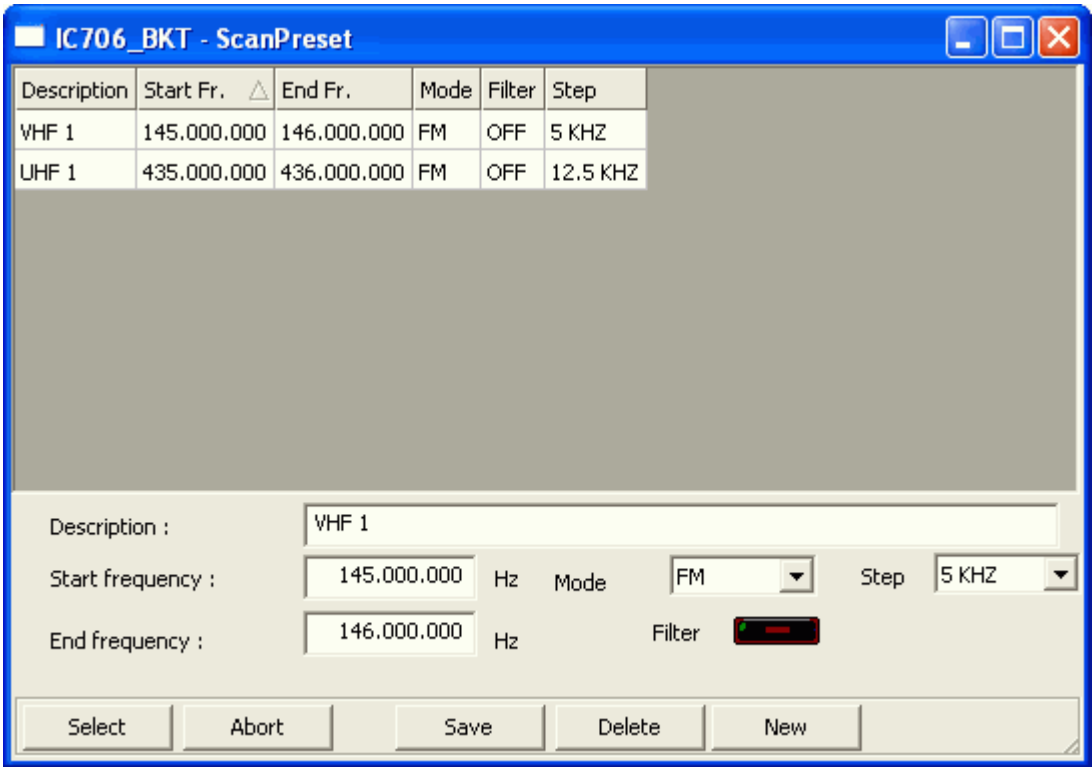 IC706_BKT - ScanPreset
Description Start Fr. End Fr. Mode Filter Step
VHF 1 145.000.000 146.000.000 FM OFF 5 KHZ
UHF 1 435.000.000 436.000.000 FM OFF 12.5 KHZ
Description : VHF 1
Start frequency : 145.000.000 Hz Mode FM Step 5 KHZ
End frequency : 146.000.000 Hz Filter
Select Abort Save Delete New